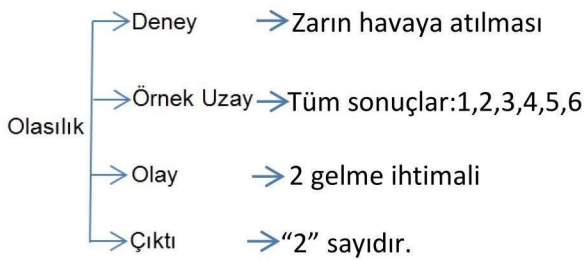 Deney Zarın havaya atılması
Örnek Uzay Tüm sonuçlar:1,2,3,4,5,6
Olasılık
Olay 2 gelme ihtimali
Çıktı “2” sayıdır.